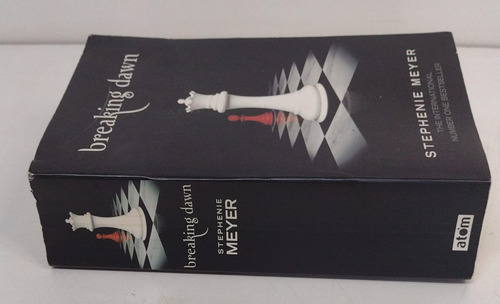 breaking dawn
STEPHENIE MEYER
THE INTERNATIONAL
NUMBER ONE BESTSELLER
breaking dawn
STEPHENIE
MEYER
atom